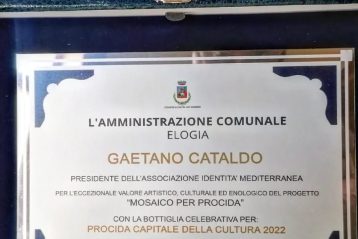 L'AMMINISTRAZIONE COMUNALE
ELOGIA
GAETANO CATALDO
PRESIDENTE DELL'ASSOCIAZIONE IDENTITÀ MEDITERRANEA
PER L'ECCEZIONALE VALORE ARTISTICO, CULTURALE ED ENOLOGICO DEL PROGETTO
"MOSAICO PER PROCIDA"
CON LA BOTTIGLIA CELEBRATIVA PER:
PROCIDA CAPITALE DELLA CULTURA 2022